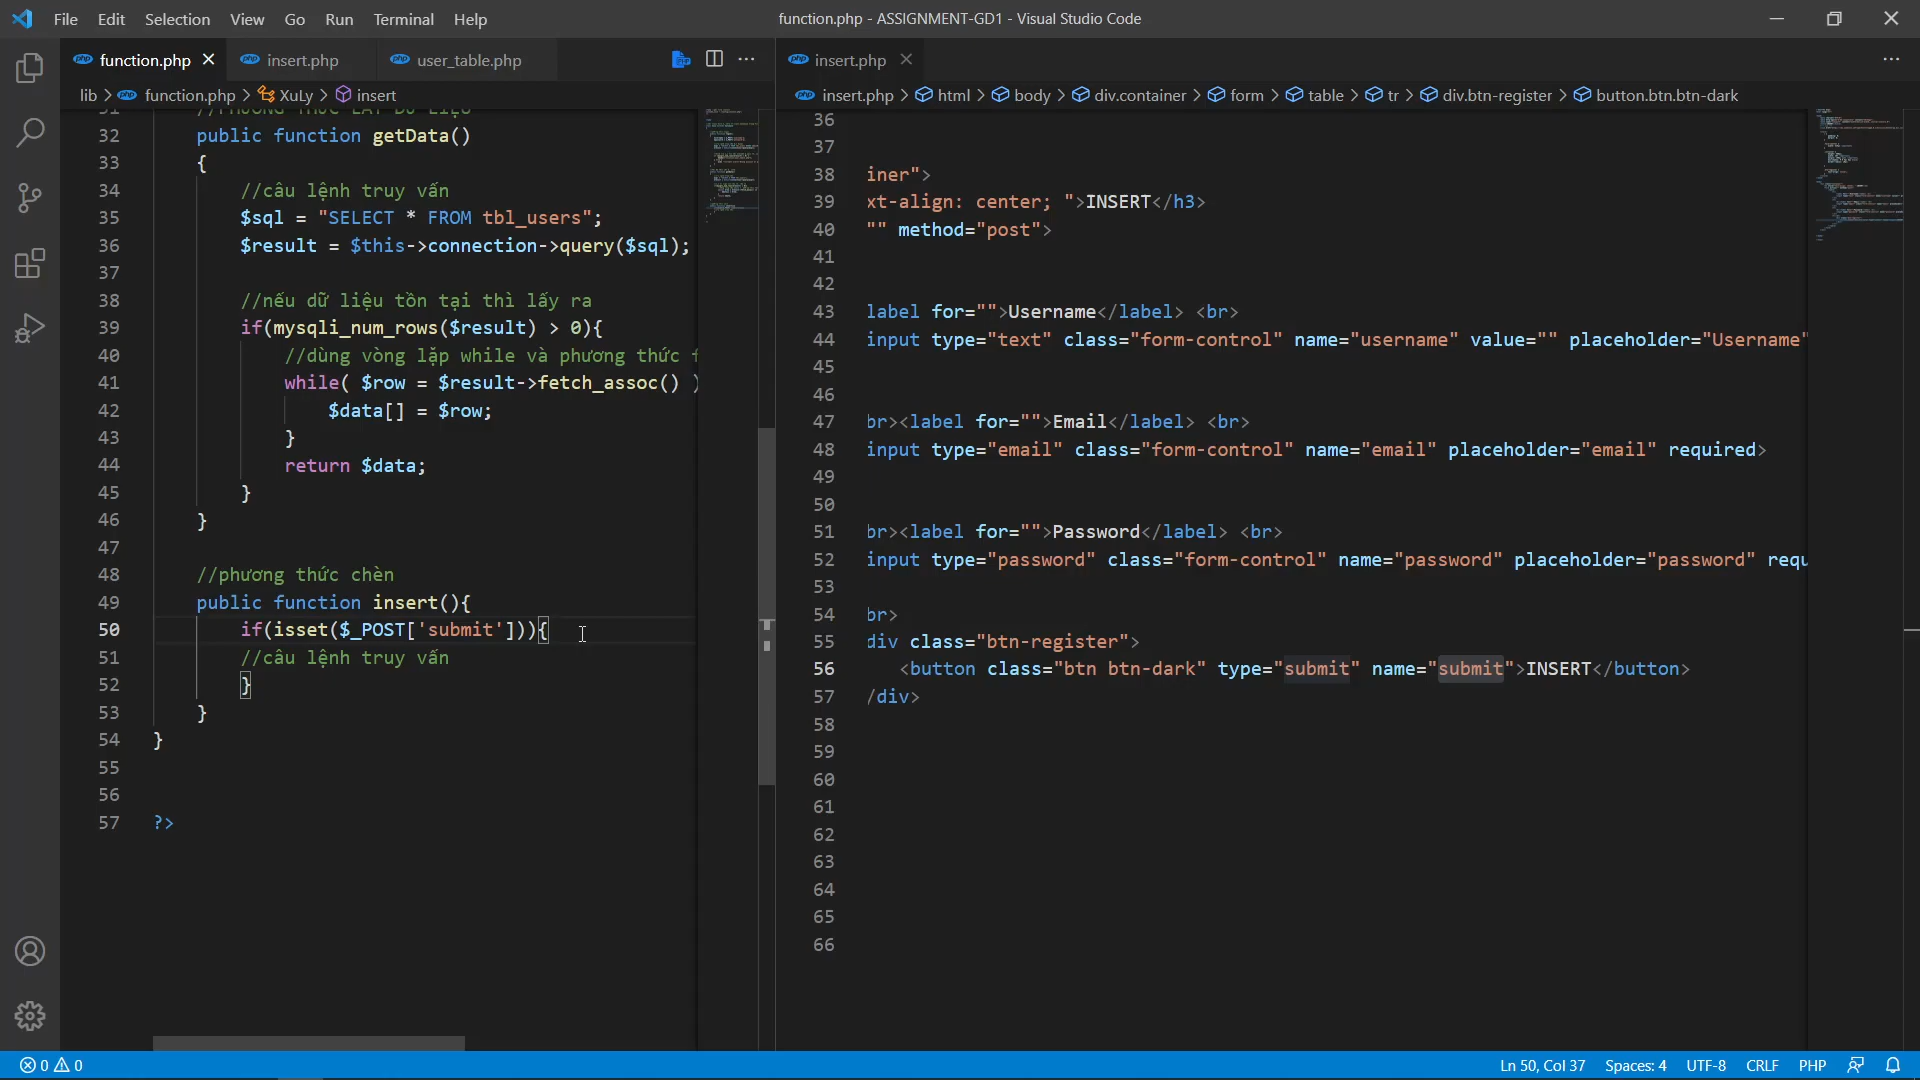 File Edit Selection View Go Run Terminal Help
function.php - ASSIGNMENT-GD1 - Visual Studio Code
function.php
insert.php
user_table.php
lib > function.php > XuLy > insert
32 public function getData()
33 {
34 //câu lệnh truy vấn
35 $sql = "SELECT * FROM tbl_users";
36 $result = $this->connection->query($sql);
37
38 //nếu dữ liệu tồn tại thì lấy ra
39 if(mysqli_num_rows($result) > 0){
40 //dùng vòng lặp while và phương thức f
41 while( $row = $result->fetch_assoc() )
42 $data[] = $row;
43 }
44 return $data;
45 }
46 }
47
48 //phương thức chèn
49 public function insert(){
50 if(isset($_POST['submit'])){
51 //câu lệnh truy vấn
52 }
53 }
54 }
55
56
57 ?>
insert.php
insert.php > html > body > div.container > form > table > tr > div.btn-register > button.btn.btn-dark
36
37
38 iner">
39 xt-align: center; ">INSERT</h3>
40 "" method="post">
41
42
43 label for="">Username</label> <br>
44 input type="text" class="form-control" name="username" value="" placeholder="Username"
45
46
47 br><label for="">Email</label> <br>
48 input type="email" class="form-control" name="email" placeholder="email" required>
49
50
51 br><label for="">Password</label> <br>
52 input type="password" class="form-control" name="password" placeholder="password" requ
53
54 br>
55 div class="btn-register">
56 <button class="btn btn-dark" type="submit" name="submit">INSERT</button>
57 /div>
58
59
60
61
62
63
64
65
66
0 0
Ln 50, Col 37 Spaces: 4 UTF-8 CRLF PHP